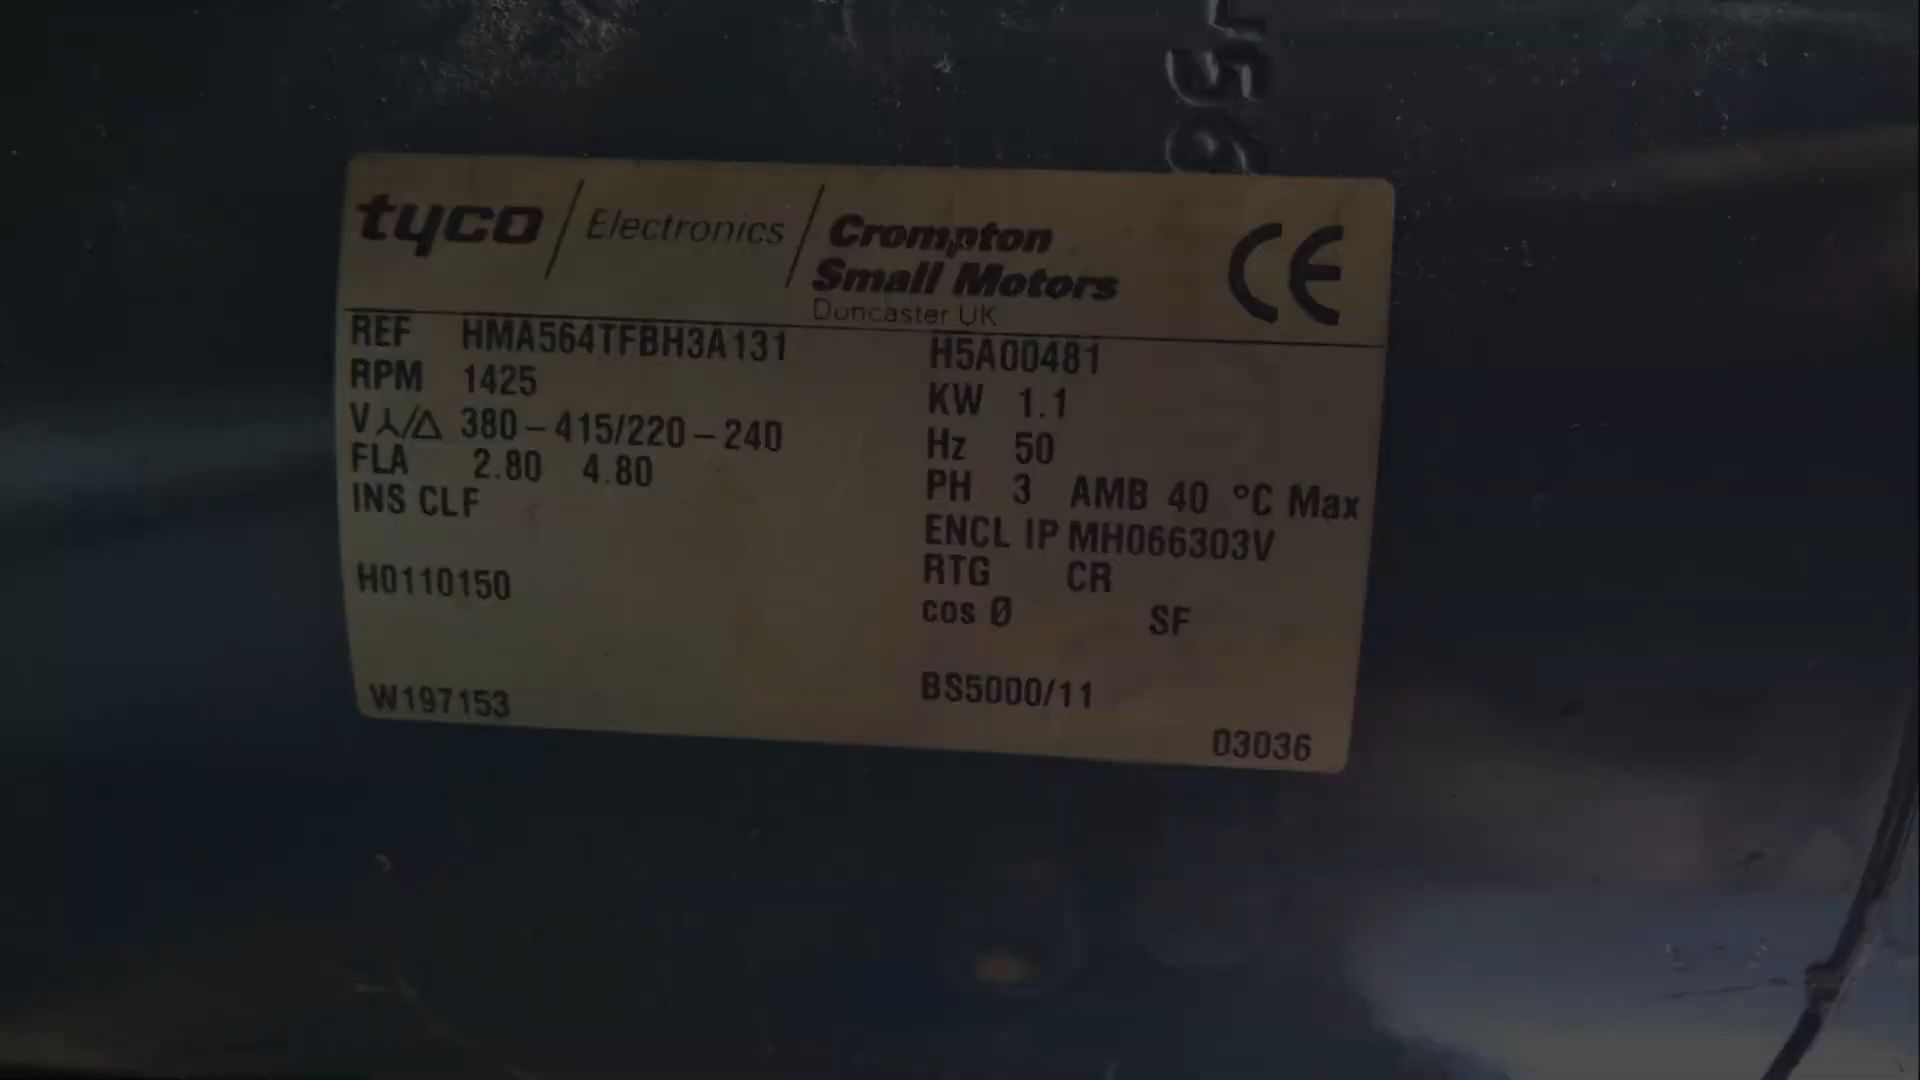 J56
tyco / Electronics / Crompton Small Motors
Doncaster UK
CE
REF HMA564TFBH3A131 H5A00481
RPM 1425 KW 1.1
V⅄/△ 380-415/220-240 Hz 50
FLA 2.80 4.80 PH 3 AMB 40 °C Max
INS CLF ENCL IP MH066303V
RTG CR
H0110150 cos Ø SF
W197153 BS5000/11
03036